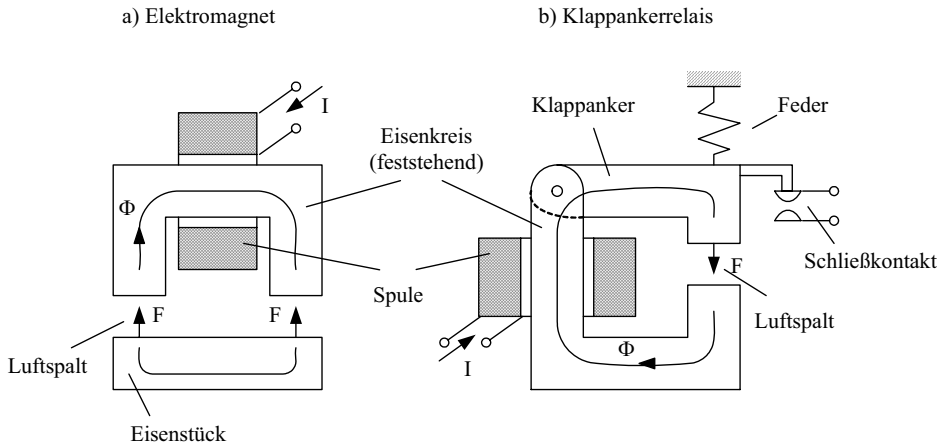 a) Elektromagnet
b) Klappankerrelais
I
Φ
F
F
Luftspalt
Eisenstück
Eisenkreis
(feststehend)
Spule
Klappanker
Feder
F
Schließkontakt
Luftspalt
Φ
I